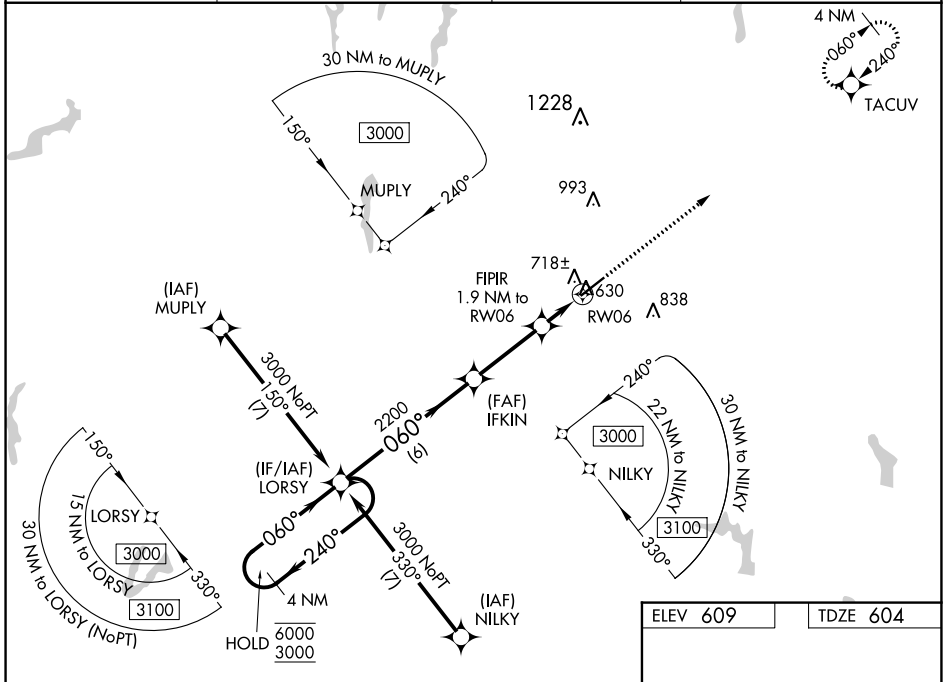 4 NM
060°
240°
TACUV
30 NM to MUPLY
3000
150°
240°
MUPLY
1228
993
718±
630
838
FIPIR
1.9 NM to
RW06
RW06
(IAF)
MUPLY
3000 NoPT
150°
(7)
2200
060°
(6)
(FAF)
IFKIN
(IF/IAF)
LORSY
240°
22 NM to NILKY
30 NM to NILKY
3000
NILKY
3100
330°
150°
LORSY
15 NM to LORSY
3000
30 NM to LORSY (NoPT)
3100
330°
060°
240°
4 NM
HOLD
6000
3000
3000 NoPT
330°
(7)
(IAF)
NILKY
ELEV 609
TDZE 604